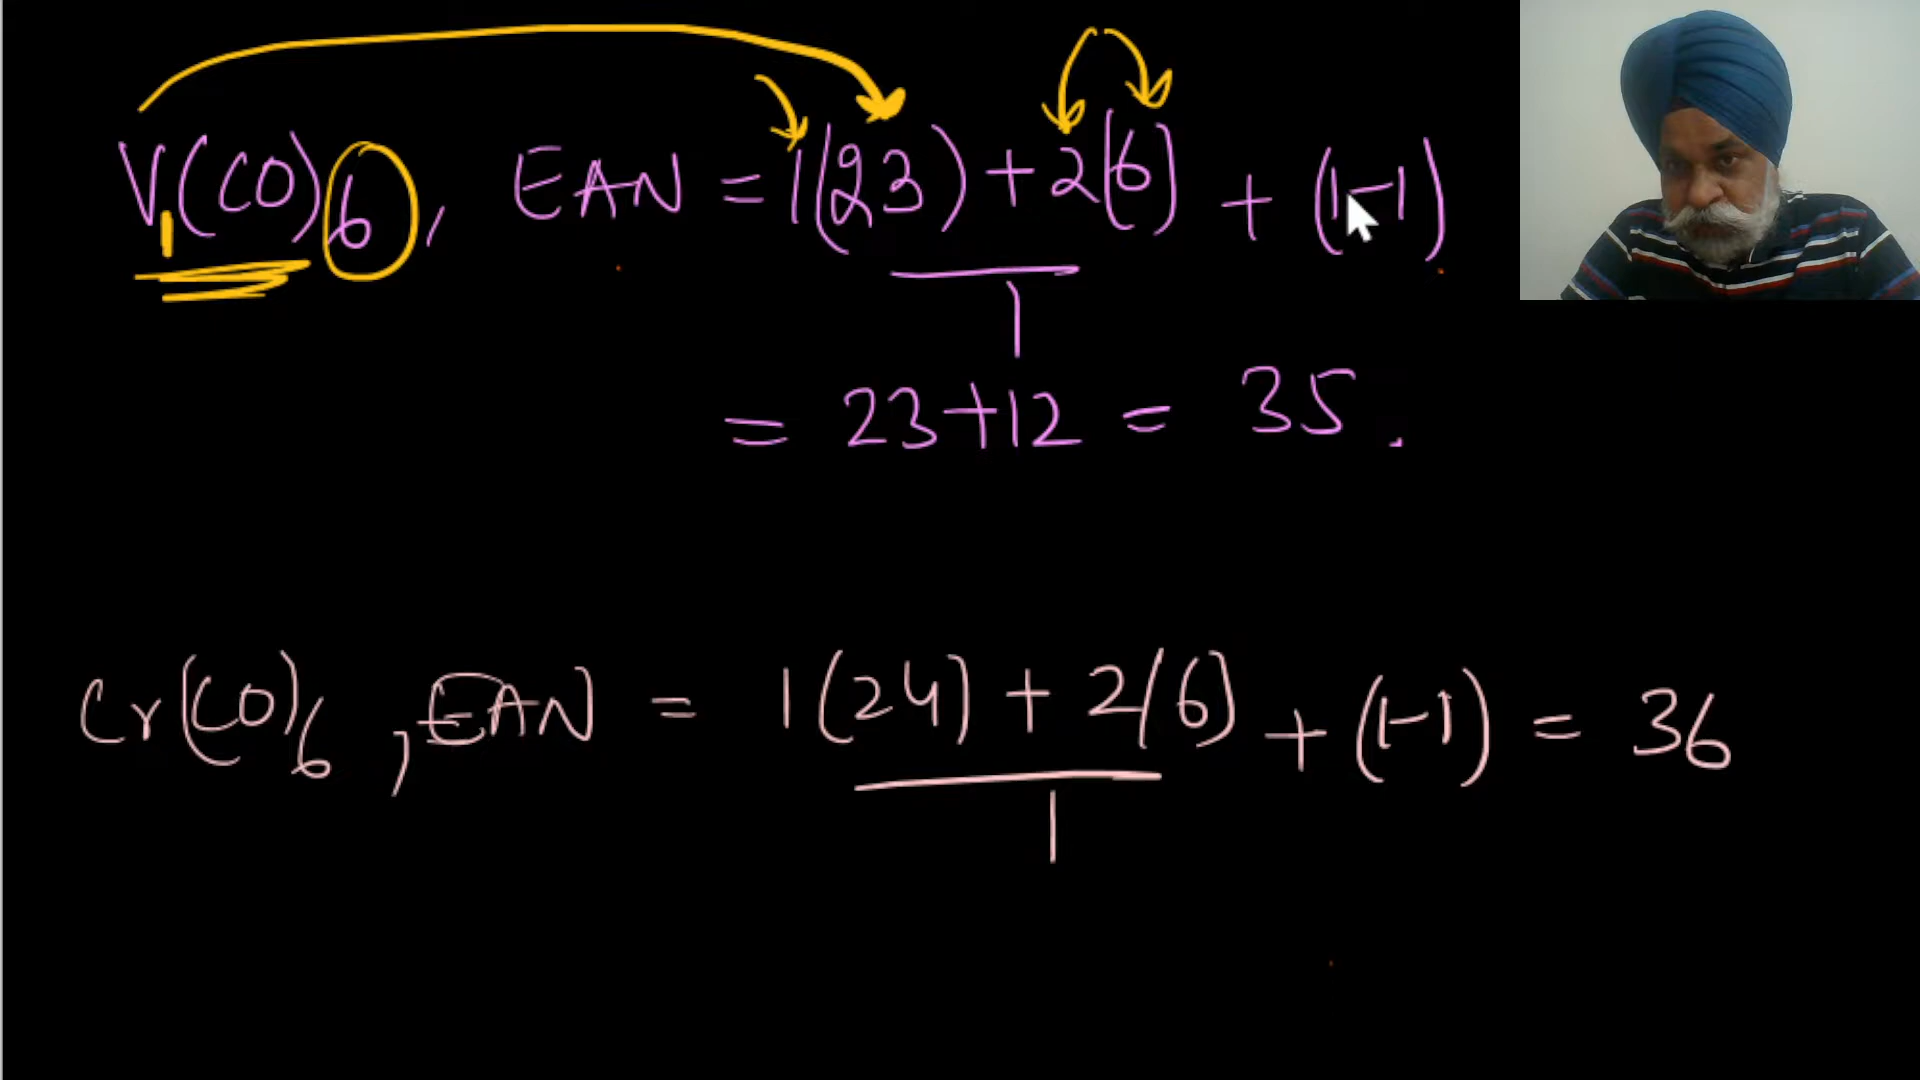 V1(CO)6, EAN = 1(23) + 2(6) + (1-1)
1
= 23+12 = 35.
Cr(CO)6, EAN = 1(24) + 2(6) + (1-1) = 36
1